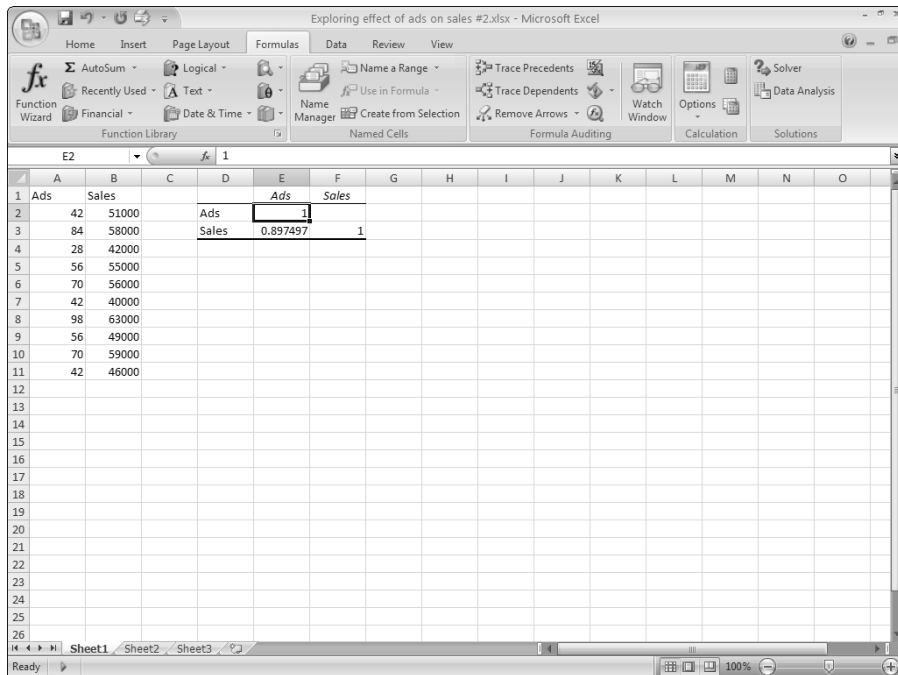 Exploring effect of ads on sales #2.xlsx - Microsoft Excel
Home Insert Page Layout Formulas Data Review View
fx Function Wizard
Σ AutoSum
Recently Used
Financial
Logical
A Text
Date & Time
Function Library
Name Manager
Name a Range
Use in Formula
Create from Selection
Named Cells
Trace Precedents
Trace Dependents
Remove Arrows
Watch Window
Formula Auditing
Options
Calculation
Solver
Data Analysis
Solutions
E2 fx 1
A B C D E F G H I J K L M N O
1 Ads Sales Ads Sales
2 42 51000 Ads 1
3 84 58000 Sales 0.897497 1
4 28 42000
5 56 55000
6 70 56000
7 42 40000
8 98 63000
9 56 49000
10 70 59000
11 42 46000
12
13
14
15
16
17
18
19
20
21
22
23
24
25
26
Sheet1 Sheet2 Sheet3
Ready 100%